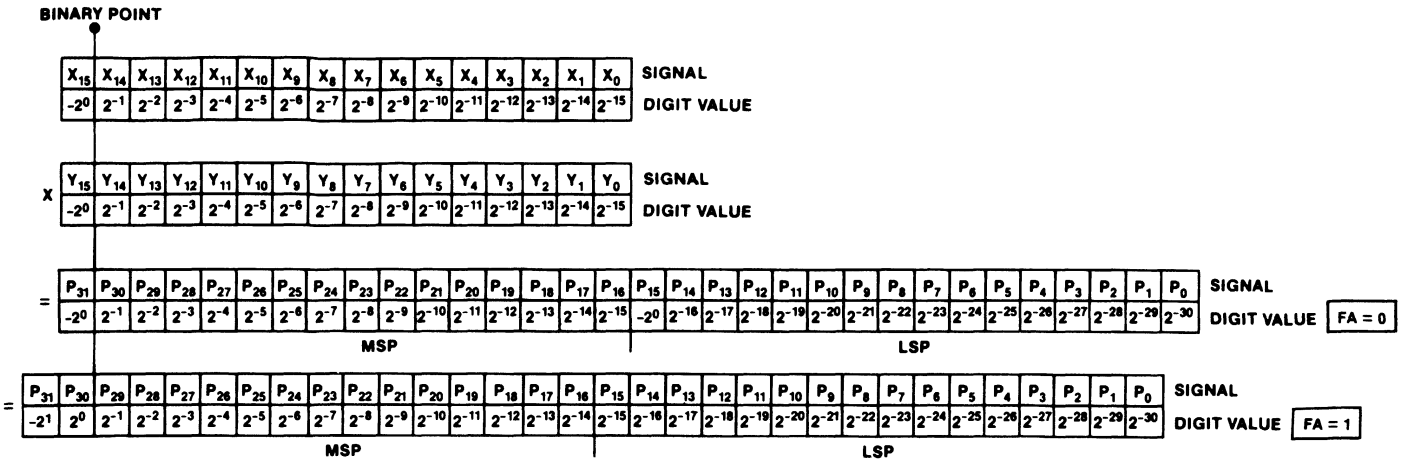 BINARY POINT
X₁₅ X₁₄ X₁₃ X₁₂ X₁₁ X₁₀ X₉ X₈ X₇ X₆ X₅ X₄ X₃ X₂ X₁ X₀ SIGNAL
-2⁰ 2⁻¹ 2⁻² 2⁻³ 2⁻⁴ 2⁻⁵ 2⁻⁶ 2⁻⁷ 2⁻⁸ 2⁻⁹ 2⁻¹⁰ 2⁻¹¹ 2⁻¹² 2⁻¹³ 2⁻¹⁴ 2⁻¹⁵ DIGIT VALUE
X Y₁₅ Y₁₄ Y₁₃ Y₁₂ Y₁₁ Y₁₀ Y₉ Y₈ Y₇ Y₆ Y₅ Y₄ Y₃ Y₂ Y₁ Y₀ SIGNAL
-2⁰ 2⁻¹ 2⁻² 2⁻³ 2⁻⁴ 2⁻⁵ 2⁻⁶ 2⁻⁷ 2⁻⁸ 2⁻⁹ 2⁻¹⁰ 2⁻¹¹ 2⁻¹² 2⁻¹³ 2⁻¹⁴ 2⁻¹⁵ DIGIT VALUE
= P₃₁ P₃₀ P₂₉ P₂₈ P₂₇ P₂₆ P₂₅ P₂₄ P₂₃ P₂₂ P₂₁ P₂₀ P₁₉ P₁₈ P₁₇ P₁₆ P₁₅ P₁₄ P₁₃ P₁₂ P₁₁ P₁₀ P₉ P₈ P₇ P₆ P₅ P₄ P₃ P₂ P₁ P₀ SIGNAL
-2⁰ 2⁻¹ 2⁻² 2⁻³ 2⁻⁴ 2⁻⁵ 2⁻⁶ 2⁻⁷ 2⁻⁸ 2⁻⁹ 2⁻¹⁰ 2⁻¹¹ 2⁻¹² 2⁻¹³ 2⁻¹⁴ 2⁻¹⁵ -2⁰ 2⁻¹⁶ 2⁻¹⁷ 2⁻¹⁸ 2⁻¹⁹ 2⁻²⁰ 2⁻²¹ 2⁻²² 2⁻²³ 2⁻²⁴ 2⁻²⁵ 2⁻²⁶ 2⁻²⁷ 2⁻²⁸ 2⁻²⁹ 2⁻³⁰ DIGIT VALUE FA = 0
MSP LSP
= P₃₁ P₃₀ P₂₉ P₂₈ P₂₇ P₂₆ P₂₅ P₂₄ P₂₃ P₂₂ P₂₁ P₂₀ P₁₉ P₁₈ P₁₇ P₁₆ P₁₅ P₁₄ P₁₃ P₁₂ P₁₁ P₁₀ P₉ P₈ P₇ P₆ P₅ P₄ P₃ P₂ P₁ P₀ SIGNAL
-2¹ 2⁰ 2⁻¹ 2⁻² 2⁻³ 2⁻⁴ 2⁻⁵ 2⁻⁶ 2⁻⁷ 2⁻⁸ 2⁻⁹ 2⁻¹⁰ 2⁻¹¹ 2⁻¹² 2⁻¹³ 2⁻¹⁴ 2⁻¹⁵ 2⁻¹⁶ 2⁻¹⁷ 2⁻¹⁸ 2⁻¹⁹ 2⁻²⁰ 2⁻²¹ 2⁻²² 2⁻²³ 2⁻²⁴ 2⁻²⁵ 2⁻²⁶ 2⁻²⁷ 2⁻²⁸ 2⁻²⁹ 2⁻³⁰ DIGIT VALUE FA = 1
MSP LSP